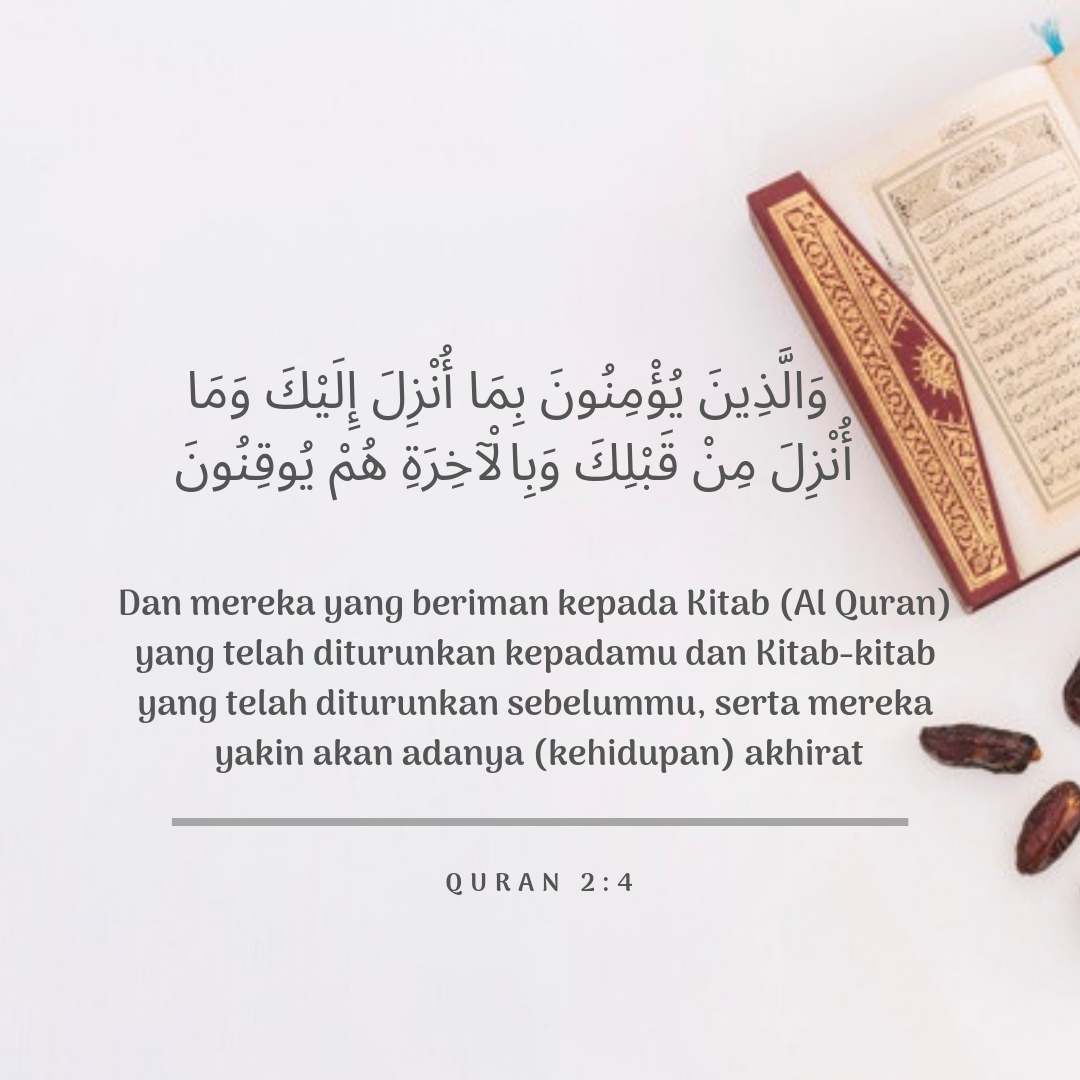 وَالَّذِينَ يُؤْمِنُونَ بِمَا أُنْزِلَ إِلَيْكَ وَمَا
أُنْزِلَ مِنْ قَبْلِكَ وَبِالْآخِرَةِ هُمْ يُوقِنُونَ
Dan mereka yang beriman kepada Kitab (Al Quran)
yang telah diturunkan kepadamu dan Kitab-kitab
yang telah diturunkan sebelummu, serta mereka
yakin akan adanya (kehidupan) akhirat
QURAN 2:4